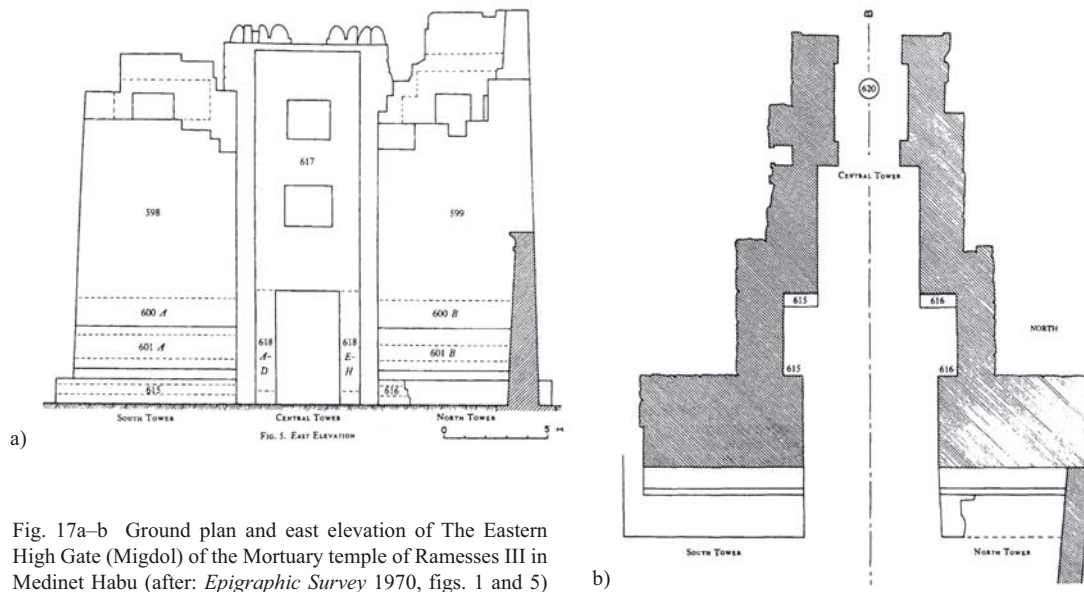 617
598
599
600 A
600 B
601 A
601 B
618
A–
D
618
E–
H
615
616
SOUTH TOWER
CENTRAL TOWER
NORTH TOWER
FIG. 5. EAST ELEVATION
0 5 M
a)
Fig. 17a–b Ground plan and east elevation of The Eastern
High Gate (Migdol) of the Mortuary temple of Ramesses III in
Medinet Habu (after: Epigraphic Survey 1970, figs. 1 and 5)
B
620
CENTRAL TOWER
615
616
NORTH
615
616
SOUTH TOWER
NORTH TOWER
b)